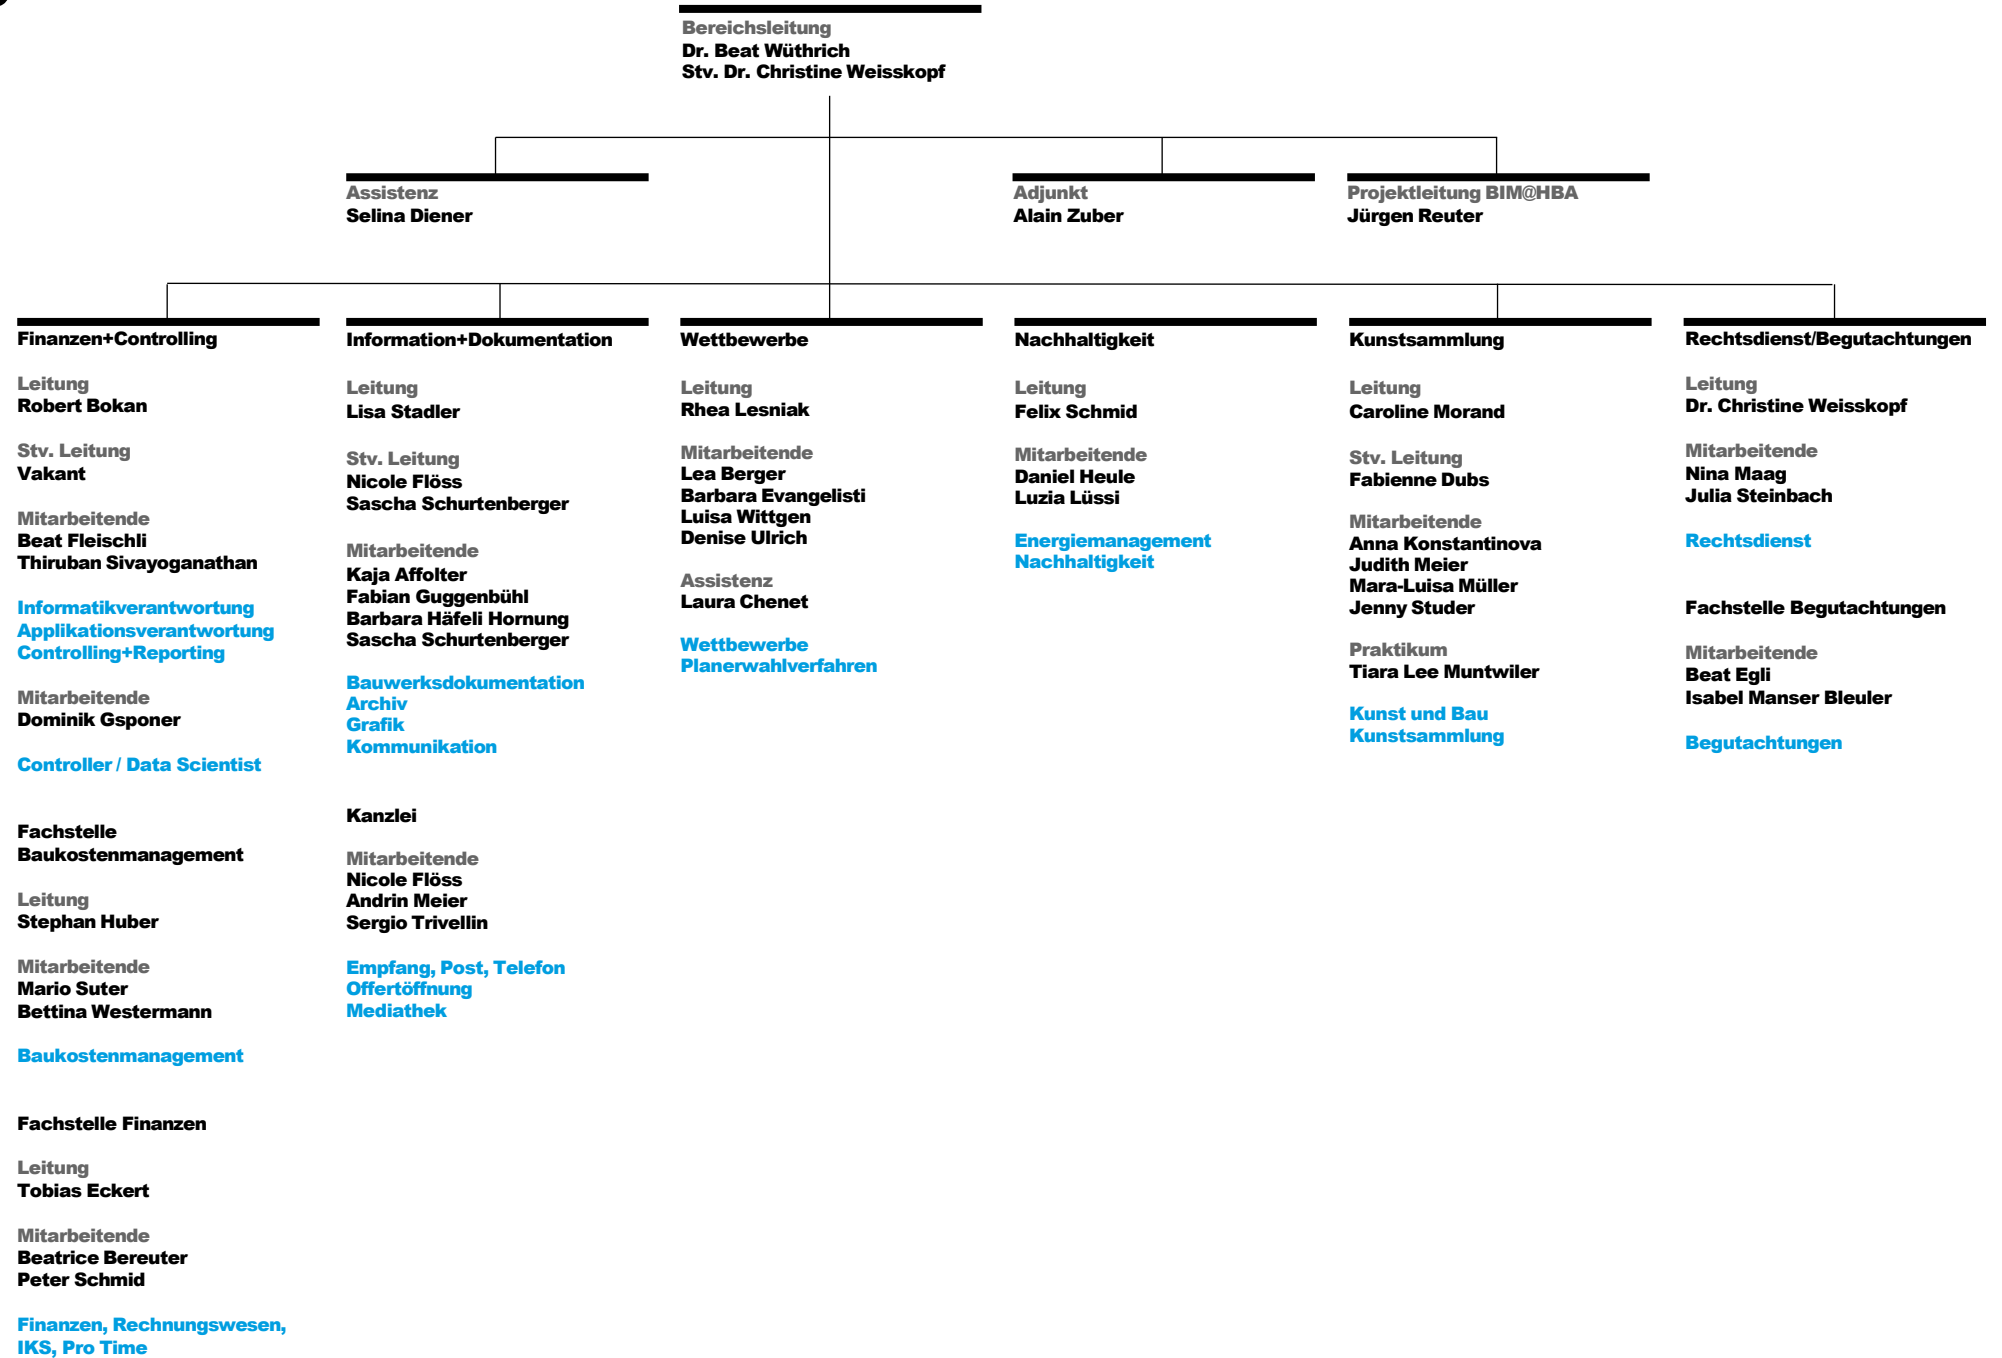 Bereichsleitung
Dr. Beat Wüthrich
Stv. Dr. Christine Weisskopf
Assistenz
Selina Diener
Adjunkt
Alain Zuber
Projektleitung BIM@HBA
Jürgen Reuter
Finanzen+Controlling
Leitung
Robert Bokan
Stv. Leitung
Vakant
Mitarbeitende
Beat Fleischli
Thiruban Sivayoganathan
Informatikverantwortung
Applikationsverantwortung
Controlling+Reporting
Mitarbeitende
Dominik Gsponer
Controller / Data Scientist
Fachstelle
Baukostenmanagement
Leitung
Stephan Huber
Mitarbeitende
Mario Suter
Bettina Westermann
Baukostenmanagement
Fachstelle Finanzen
Leitung
Tobias Eckert
Mitarbeitende
Beatrice Bereuter
Peter Schmid
Finanzen, Rechnungswesen,
IKS, Pro Time
Information+Dokumentation
Leitung
Lisa Stadler
Stv. Leitung
Nicole Flöss
Sascha Schurtenberger
Mitarbeitende
Kaja Affolter
Fabian Guggenbühl
Barbara Häfeli Hornung
Sascha Schurtenberger
Bauwerksdokumentation
Archiv
Grafik
Kommunikation
Kanzlei
Mitarbeitende
Nicole Flöss
Andrin Meier
Sergio Trivellin
Empfang, Post, Telefon
Offertöffnung
Mediathek
Wettbewerbe
Leitung
Rhea Lesniak
Mitarbeitende
Lea Berger
Barbara Evangelisti
Luisa Wittgen
Denise Ulrich
Assistenz
Laura Chenet
Wettbewerbe
Planerwahlverfahren
Nachhaltigkeit
Leitung
Felix Schmid
Mitarbeitende
Daniel Heule
Luzia Lüssi
Energiemanagement
Nachhaltigkeit
Kunstsammlung
Leitung
Caroline Morand
Stv. Leitung
Fabienne Dubs
Mitarbeitende
Anna Konstantinova
Judith Meier
Mara-Luisa Müller
Jenny Studer
Praktikum
Tiara Lee Muntwiler
Kunst und Bau
Kunstsammlung
Rechtsdienst/Begutachtungen
Leitung
Dr. Christine Weisskopf
Mitarbeitende
Nina Maag
Julia Steinbach
Rechtsdienst
Fachstelle Begutachtungen
Mitarbeitende
Beat Egli
Isabel Manser Bleuler
Begutachtungen